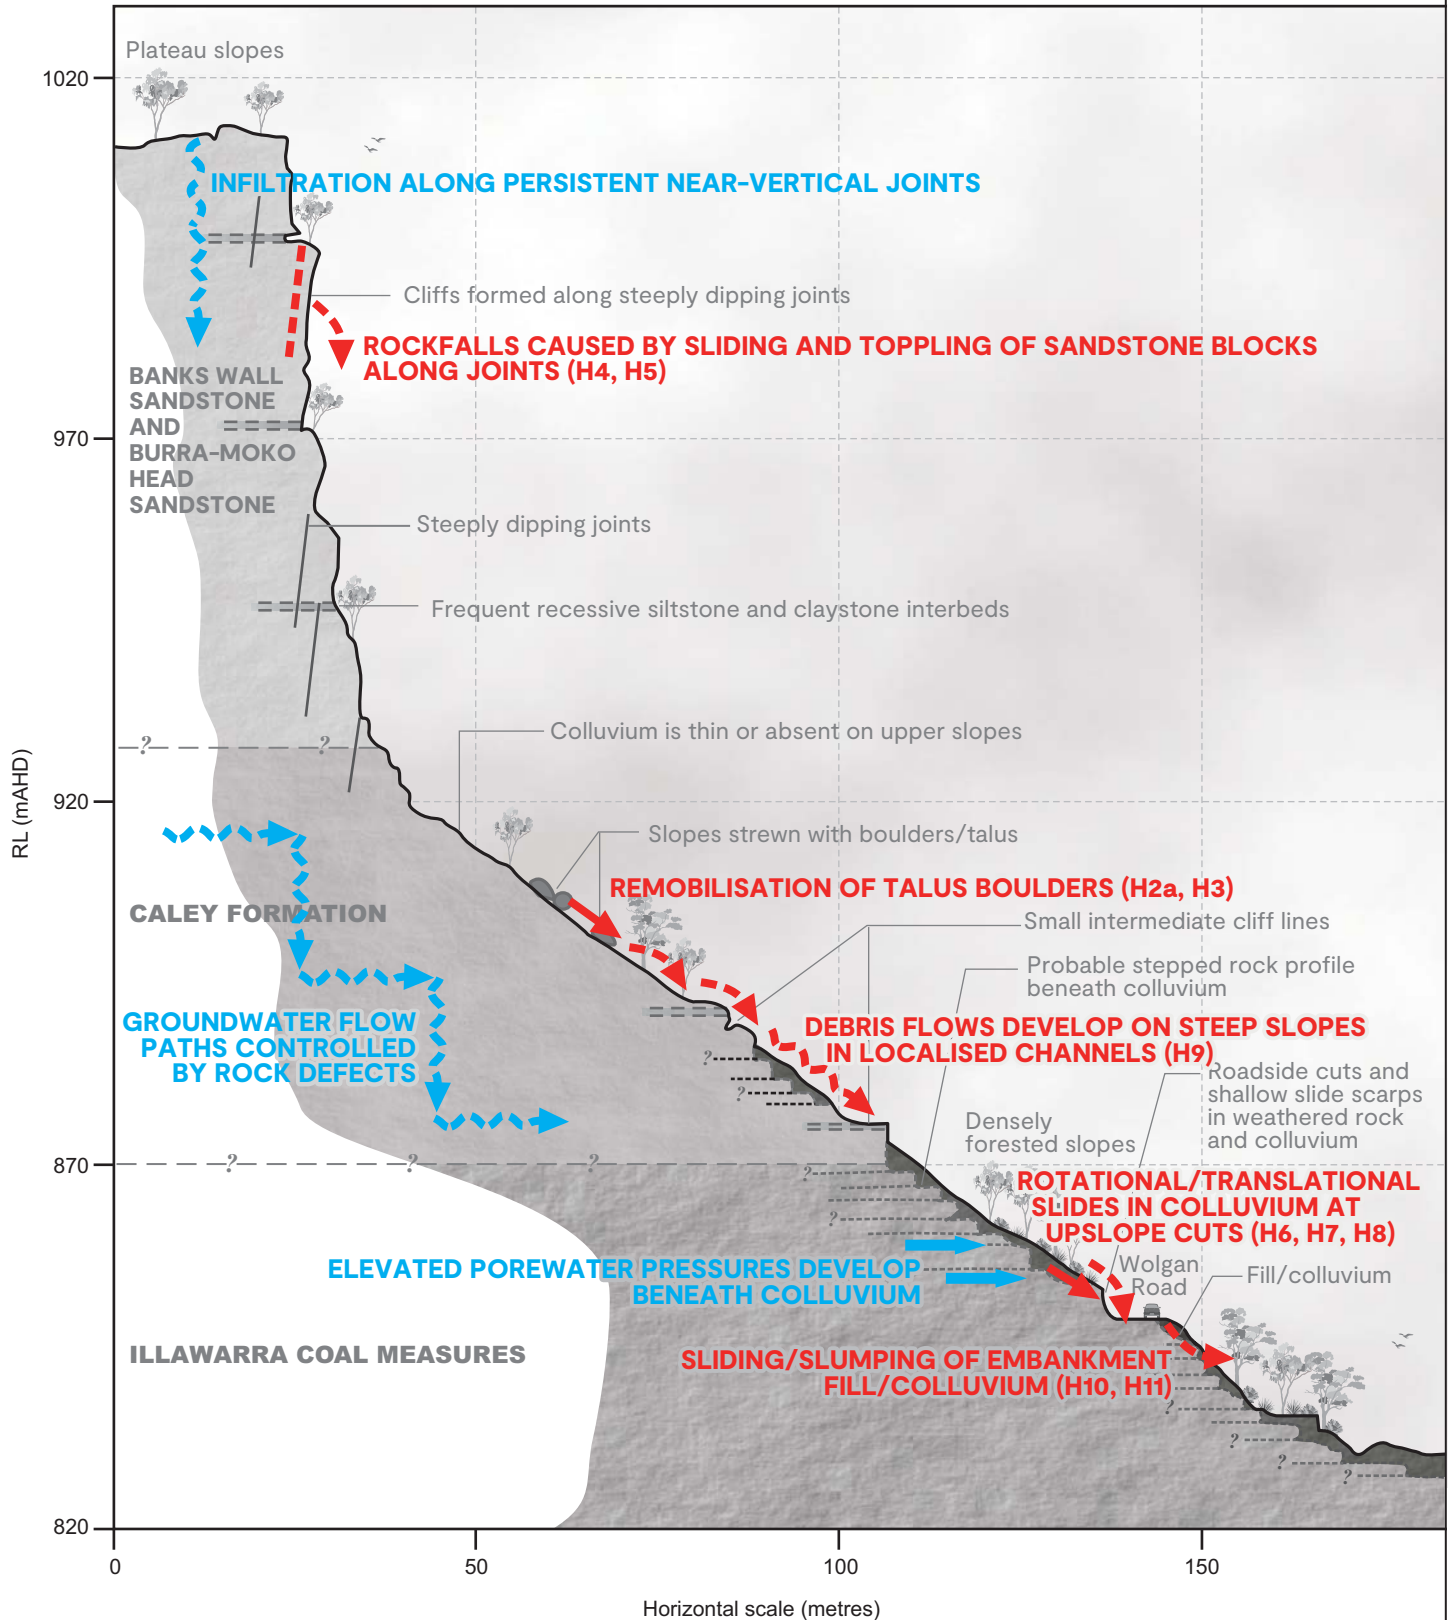 Plateau slopes
1020
INFILTRATION ALONG PERSISTENT NEAR-VERTICAL JOINTS
Cliffs formed along steeply dipping joints
ROCKFALLS CAUSED BY SLIDING AND TOPPLING OF SANDSTONE BLOCKS
ALONG JOINTS (H4, H5)
BANKS WALL
SANDSTONE
AND
BURRA-MOKO
HEAD
SANDSTONE
970
Steeply dipping joints
Frequent recessive siltstone and claystone interbeds
Colluvium is thin or absent on upper slopes
?
?
RL (mAHD)
920
Slopes strewn with boulders/talus
REMOBILISATION OF TALUS BOULDERS (H2a, H3)
CALEY FORMATION
Small intermediate cliff lines
Probable stepped rock profile
beneath colluvium
GROUNDWATER FLOW
PATHS CONTROLLED
BY ROCK DEFECTS
DEBRIS FLOWS DEVELOP ON STEEP SLOPES
IN LOCALISED CHANNELS (H9)
?
?
Roadside cuts and
shallow slide scarps
in weathered rock
and colluvium
Densely
forested slopes
870
?
?
?
?
ROTATIONAL/TRANSLATIONAL
SLIDES IN COLLUVIUM AT
UPSLOPE CUTS (H6, H7, H8)
?
ELEVATED POREWATER PRESSURES DEVELOP
BENEATH COLLUVIUM
Wolgan
Road
Fill/colluvium
ILLAWARRA COAL MEASURES
SLIDING/SLUMPING OF EMBANKMENT
FILL/COLLUVIUM (H10, H11)
?
?
?
?
820
0
50
100
150
Horizontal scale (metres)